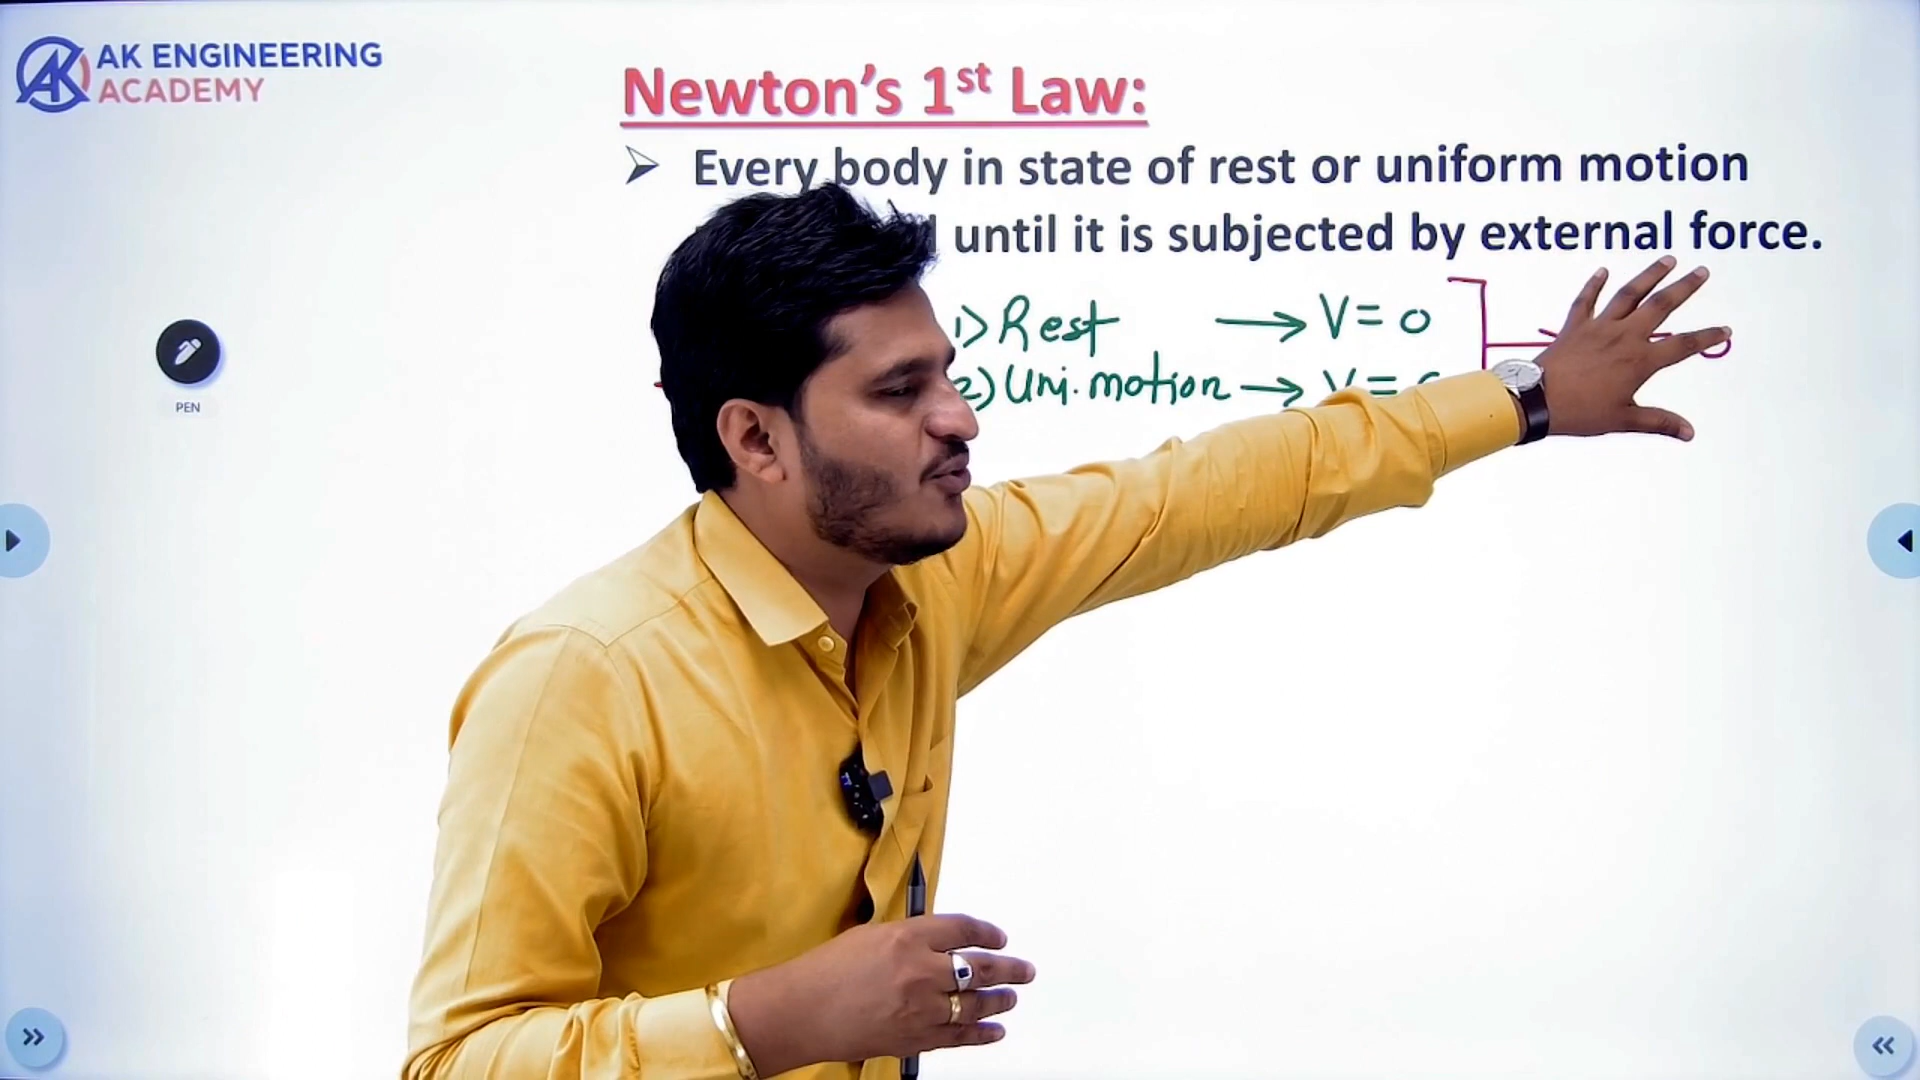 AK ENGINEERING
ACADEMY
Newton's 1st Law:
➢ Every body in state of rest or uniform motion
until it is subjected by external force.
1) Rest → V = 0
2) Uni. motion → V =
PEN